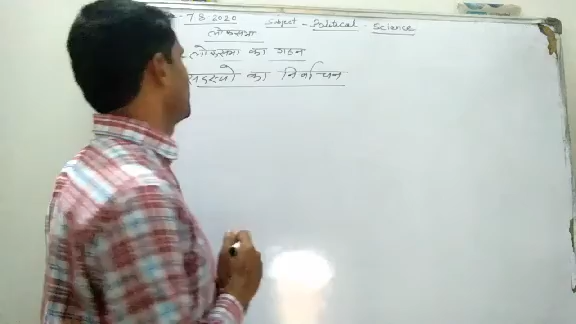 7 8 2020 Subject - Political - Science
लोकसभा
लोकसभा का गठन
सदस्यो का निर्वाचन